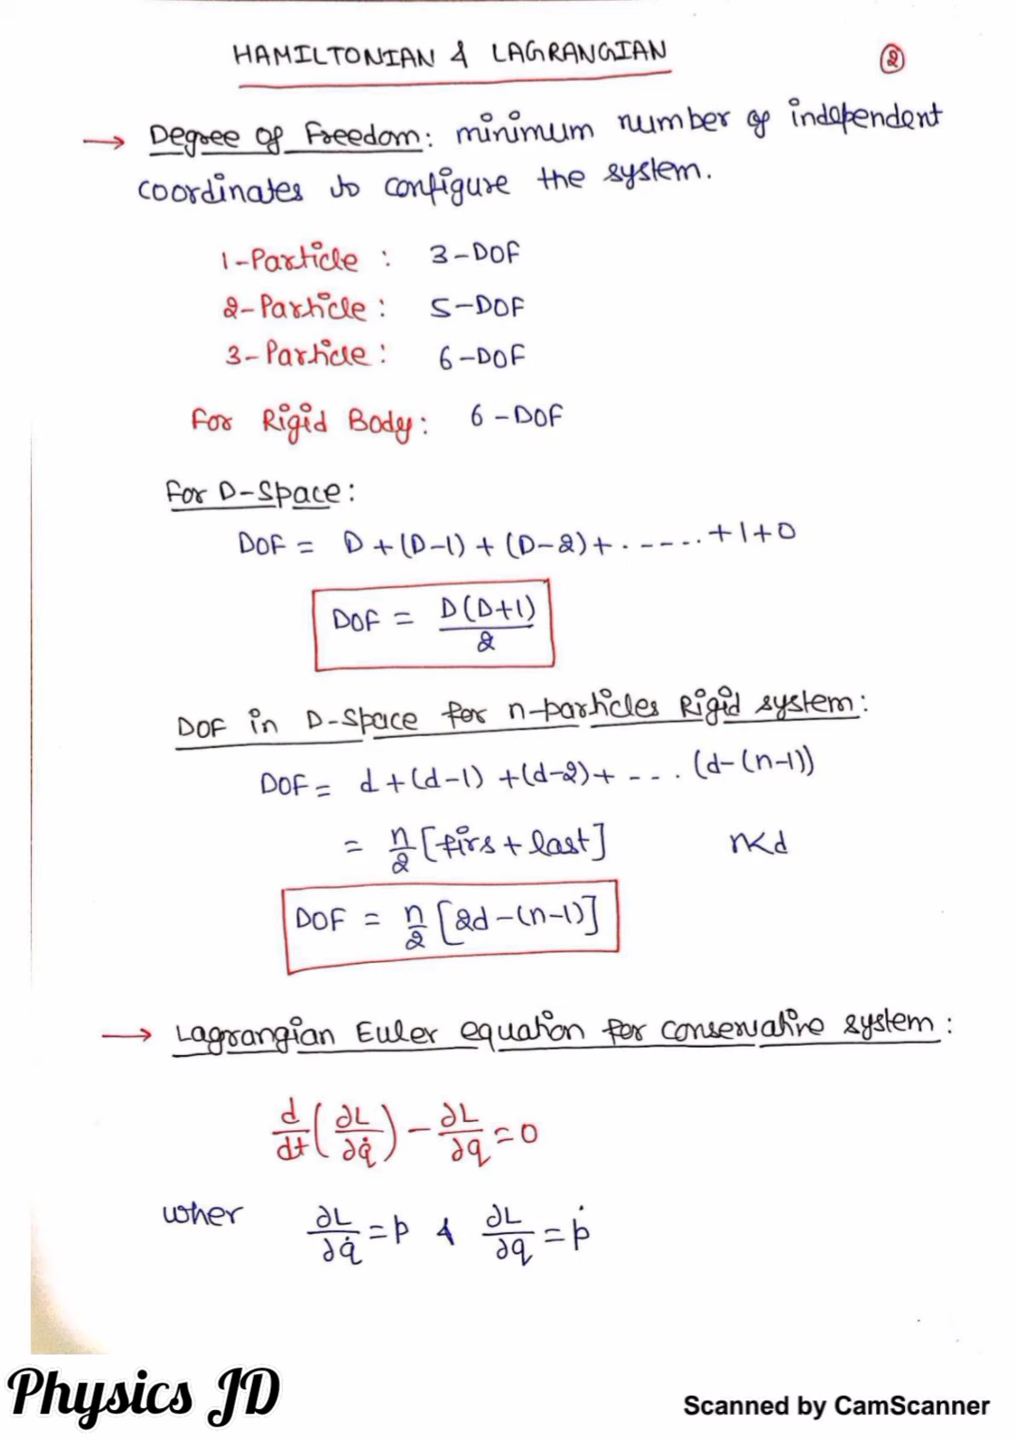 HAMILTONIAN & LAGRANGIAN
②
→ Degree of Freedom: minimum number of independent
coordinates to configure the system.
1-Particle : 3-DOF
2-Particle : 5-DOF
3-Particle : 6-DOF
For Rigid Body: 6-DOF
For D-Space:
DOF = D + (D-1) + (D-2) + . - - - - . . + 1 + 0
DOF = D(D+1)/2
DOF in D-Space for n-particles Rigid system:
DOF = d + (d-1) + (d-2) + - - . (d-(n-1))
= n/2 [firs + last] n<d
DOF = n/2 [2d-(n-1)]
→ Lagrangian Euler equation for conservative system:
d/dt (∂L/∂q̇) - ∂L/∂q = 0
wher ∂L/∂q̇ = p & ∂L/∂q = ṗ
Physics JD
Scanned by CamScanner